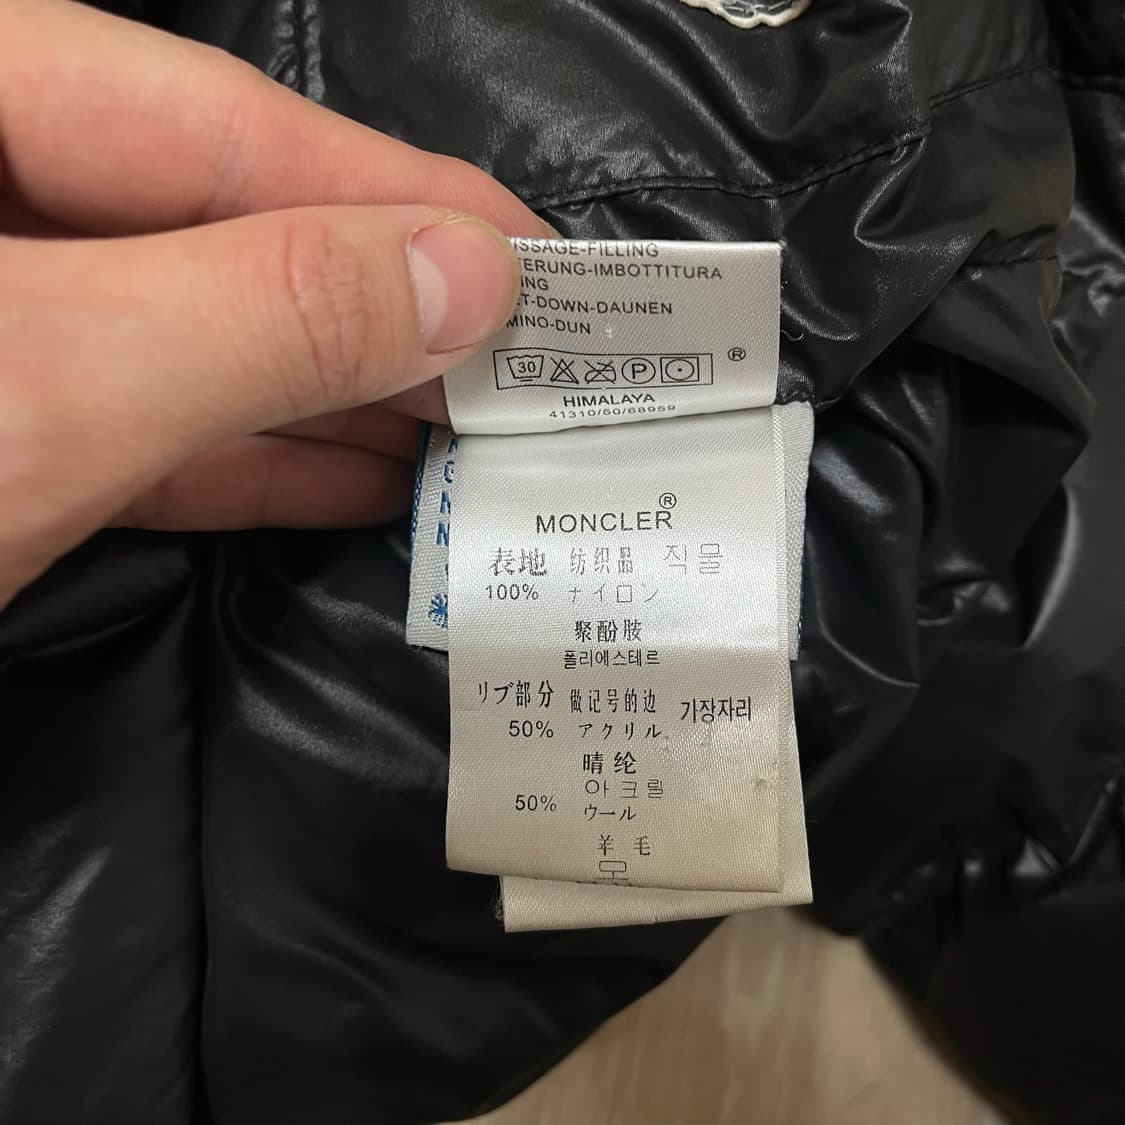 ISSAGE-FILLING
TERUNG-IMBOTTITURA
ING
ET-DOWN-DAUNEN
MINO-DUN
30 P ®
HIMALAYA
41310/50/68959
MONCLER®
表地 纺织品 직물
100% ナイロン
聚酚胺
폴리에스테르
リブ部分 做记号的边 가장자리
50% アクリル
晴纶
아크릴
50% ウール
羊毛